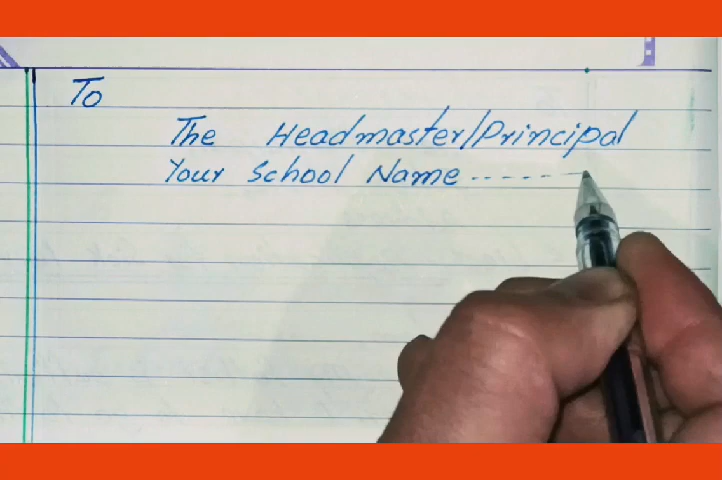 To
The Headmaster/Principal
Your School Name ------